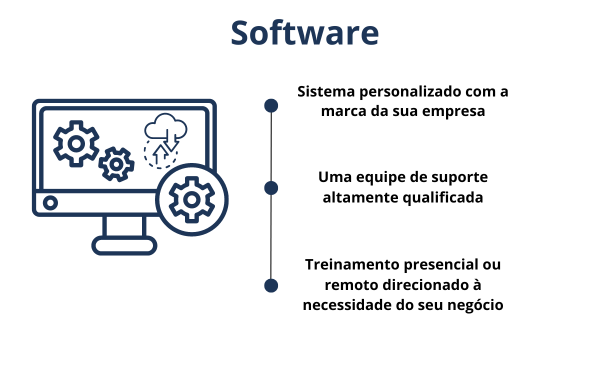 Software
Sistema personalizado com a
marca da sua empresa
Uma equipe de suporte
altamente qualificada
Treinamento presencial ou
remoto direcionado à
necessidade do seu negócio